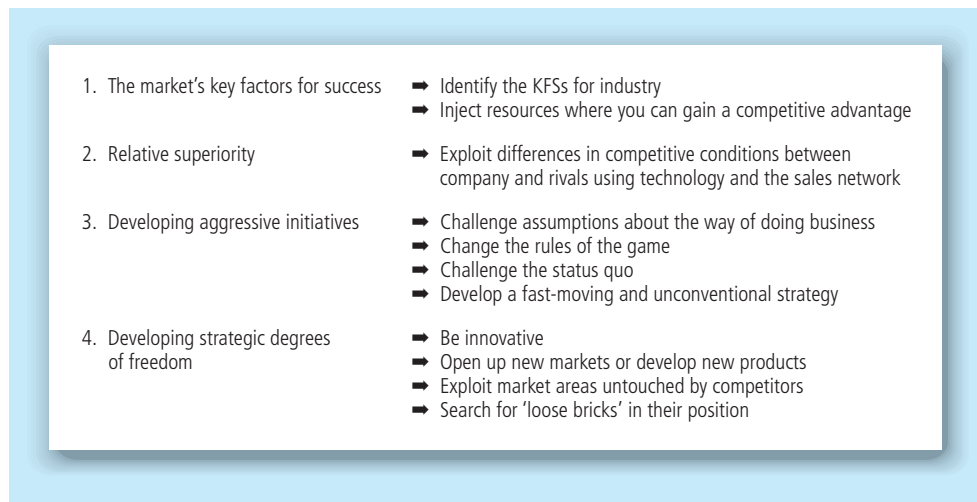 1. The market's key factors for success ➡ Identify the KFSs for industry
➡ Inject resources where you can gain a competitive advantage
2. Relative superiority ➡ Exploit differences in competitive conditions between
company and rivals using technology and the sales network
3. Developing aggressive initiatives ➡ Challenge assumptions about the way of doing business
➡ Change the rules of the game
➡ Challenge the status quo
➡ Develop a fast-moving and unconventional strategy
4. Developing strategic degrees ➡ Be innovative
of freedom ➡ Open up new markets or develop new products
➡ Exploit market areas untouched by competitors
➡ Search for ‘loose bricks’ in their position